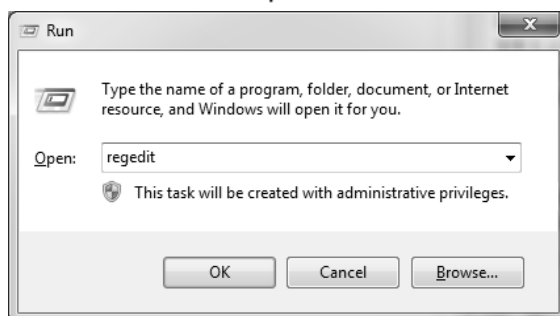 Run
Type the name of a program, folder, document, or Internet
resource, and Windows will open it for you.
Open: regedit
This task will be created with administrative privileges.
OK Cancel Browse...